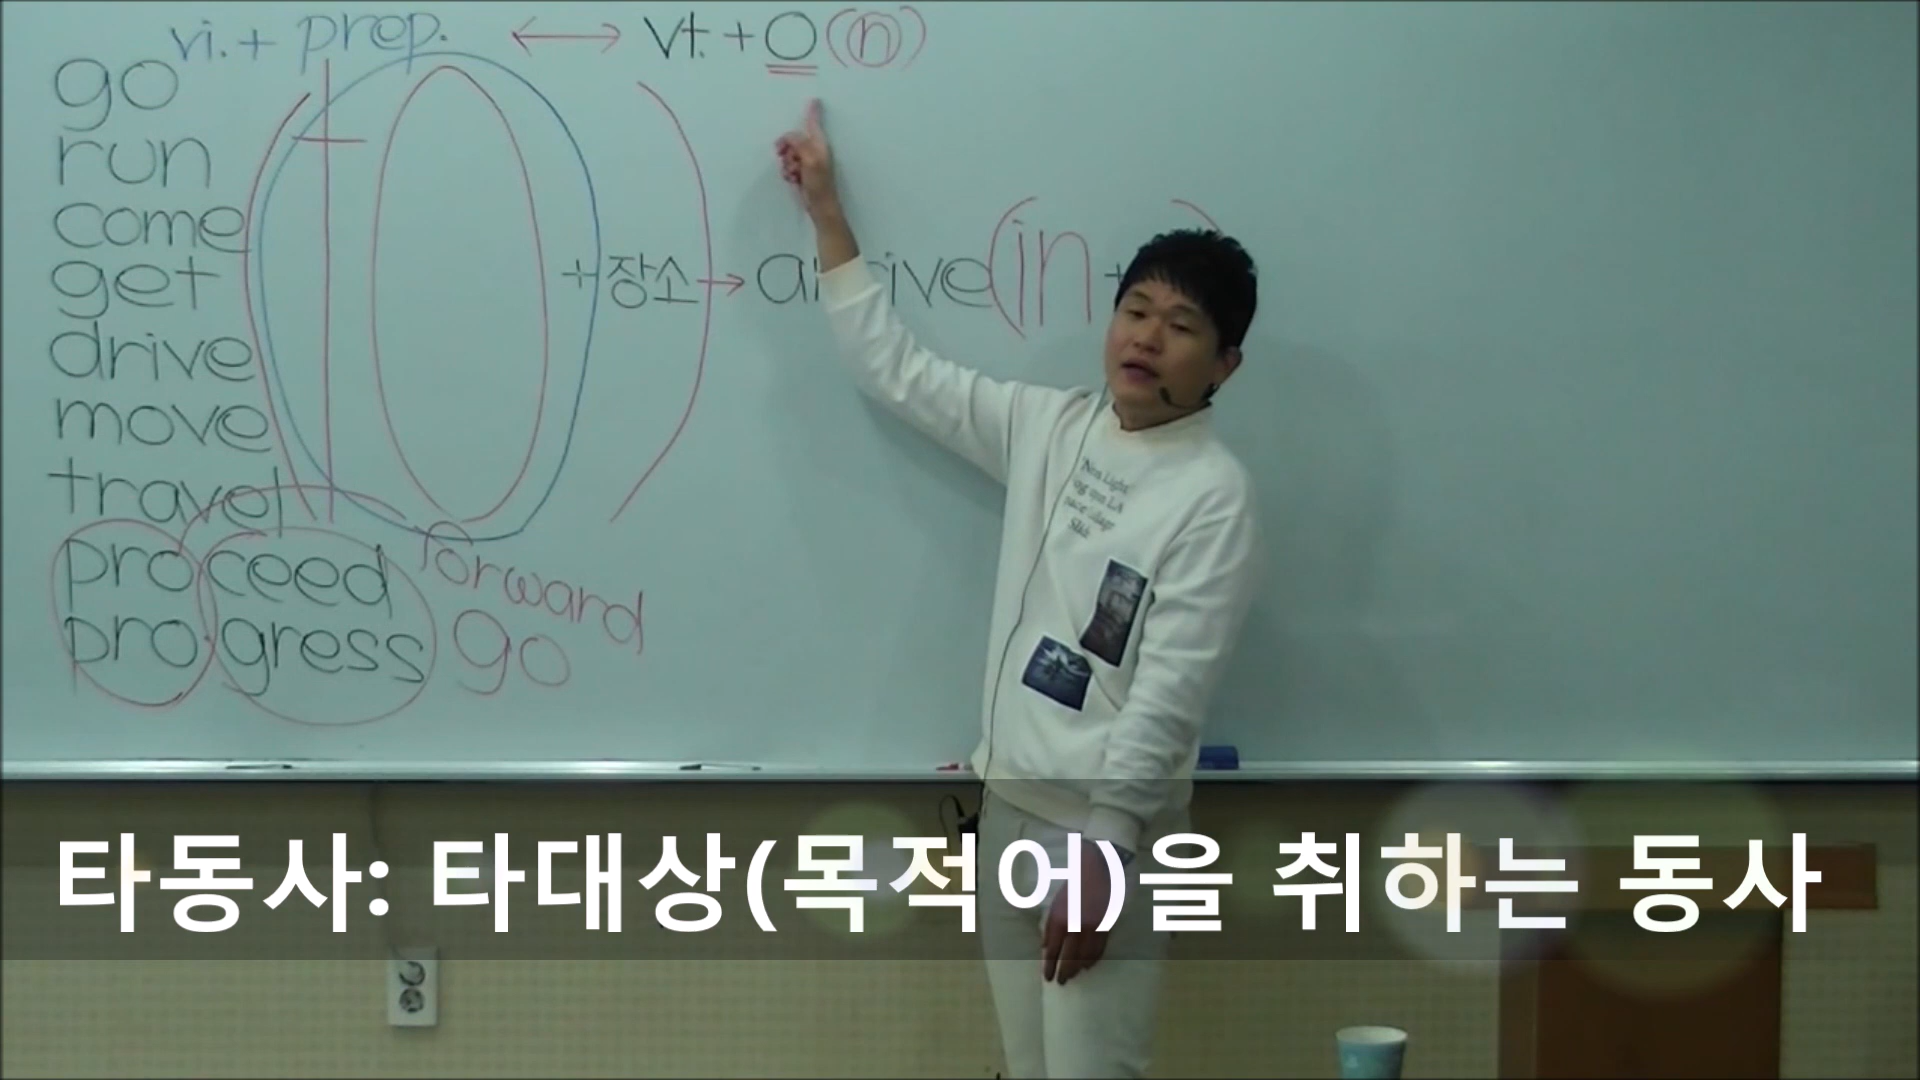 vi. + prep. ↔ vt. + O (n)
go
run
come
get
drive
move
travel
to + 장소 → arrive (in +
proceed forward
progress go
타동사: 타대상(목적어)을 취하는 동사